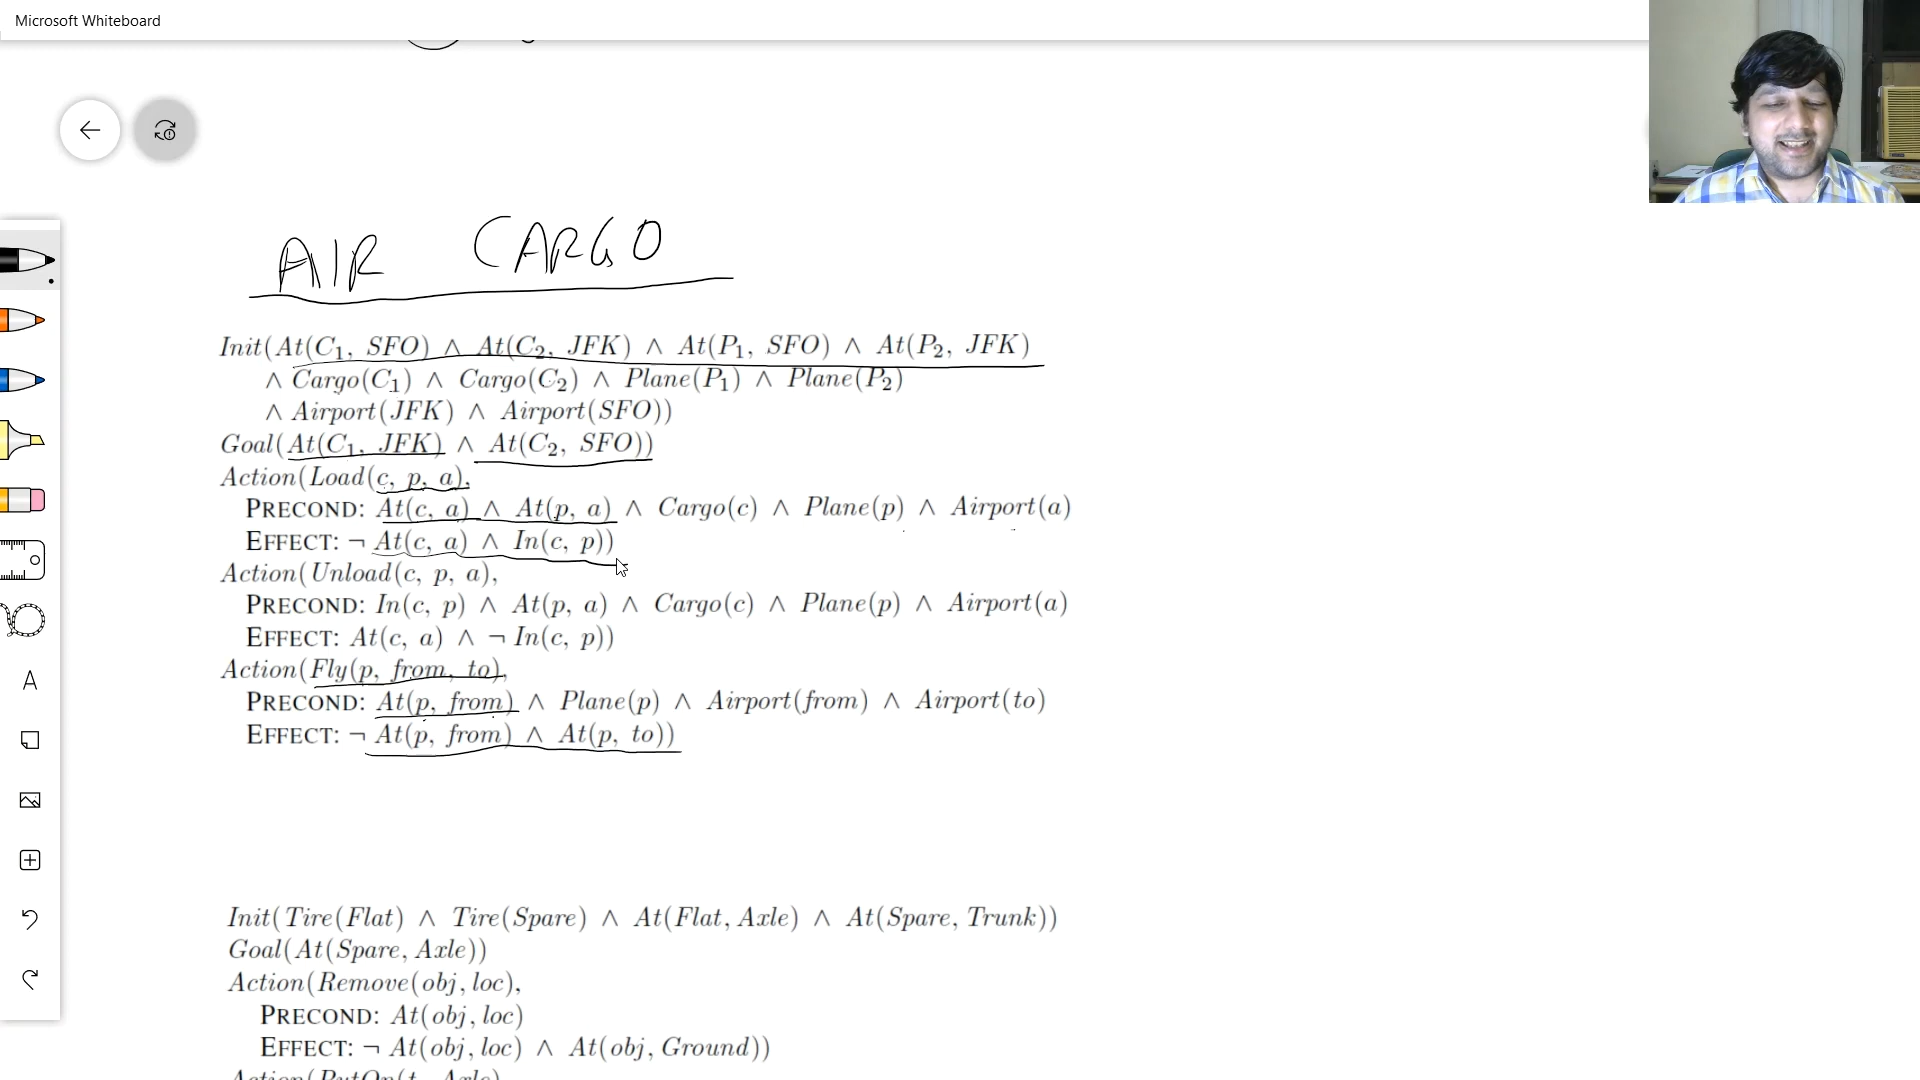 Microsoft Whiteboard
AIR CARGO
Init(At(C₁, SFO) ∧ At(C₂, JFK) ∧ At(P₁, SFO) ∧ At(P₂, JFK)
∧ Cargo(C₁) ∧ Cargo(C₂) ∧ Plane(P₁) ∧ Plane(P₂)
∧ Airport(JFK) ∧ Airport(SFO))
Goal(At(C₁, JFK) ∧ At(C₂, SFO))
Action(Load(c, p, a),
PRECOND: At(c, a) ∧ At(p, a) ∧ Cargo(c) ∧ Plane(p) ∧ Airport(a)
EFFECT: ¬ At(c, a) ∧ In(c, p))
Action(Unload(c, p, a),
PRECOND: In(c, p) ∧ At(p, a) ∧ Cargo(c) ∧ Plane(p) ∧ Airport(a)
EFFECT: At(c, a) ∧ ¬ In(c, p))
Action(Fly(p, from, to),
PRECOND: At(p, from) ∧ Plane(p) ∧ Airport(from) ∧ Airport(to)
EFFECT: ¬ At(p, from) ∧ At(p, to))
Init(Tire(Flat) ∧ Tire(Spare) ∧ At(Flat, Axle) ∧ At(Spare, Trunk))
Goal(At(Spare, Axle))
Action(Remove(obj, loc),
PRECOND: At(obj, loc)
EFFECT: ¬ At(obj, loc) ∧ At(obj, Ground))
Action(PutOn(t, Axle),